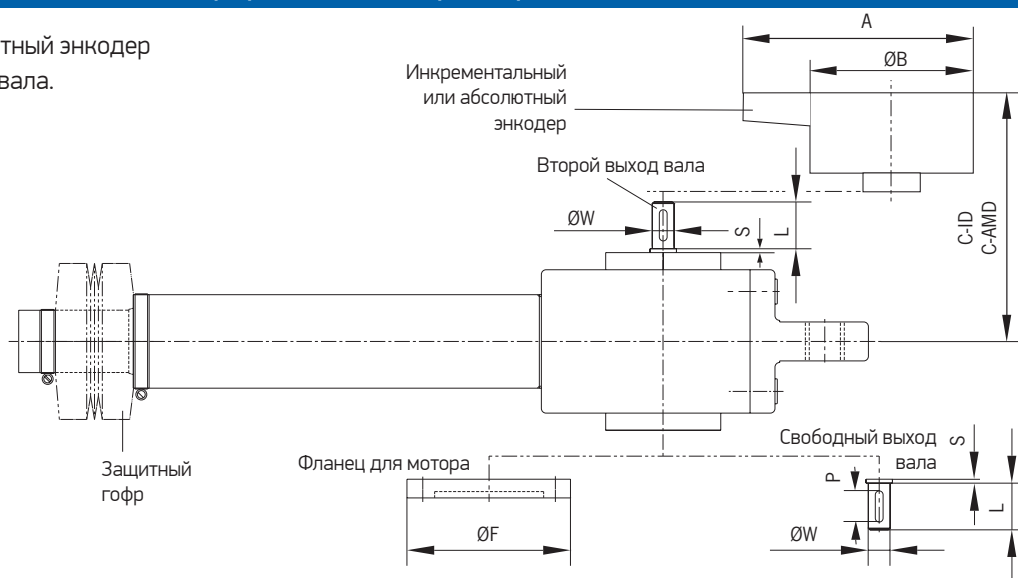 тный энкодер
вала.
A
ØB
Инкрементальный
или абсолютный
энкодер
Второй выход вала
ØW
S
L
C-ID
C-AMD
Защитный
гофр
Фланец для мотора
ØF
Свободный выход
вала
S
P
L
ØW